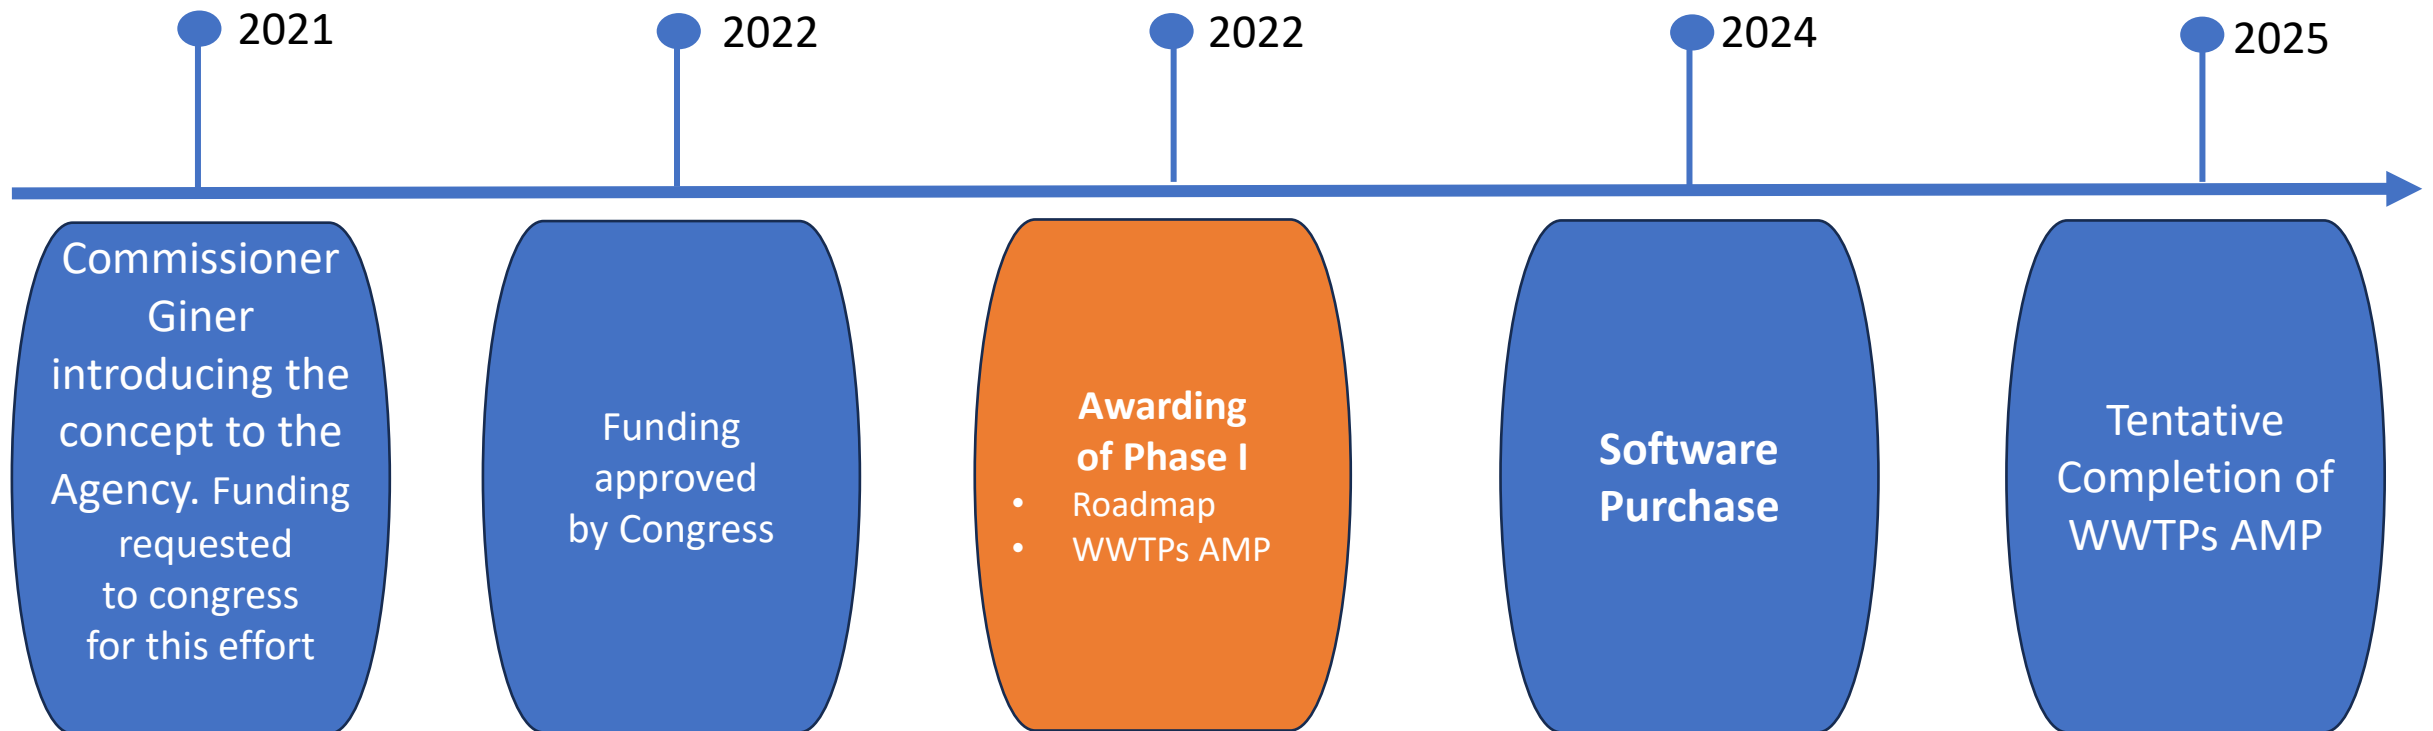 2021
2022
2022
2024
2025
Commissioner
Giner
introducing the
concept to the
Agency. Funding
requested
to congress
for this effort
Funding
approved
by Congress
Awarding
of Phase I
• Roadmap
• WWTPs AMP
Software
Purchase
Tentative
Completion of
WWTPs AMP